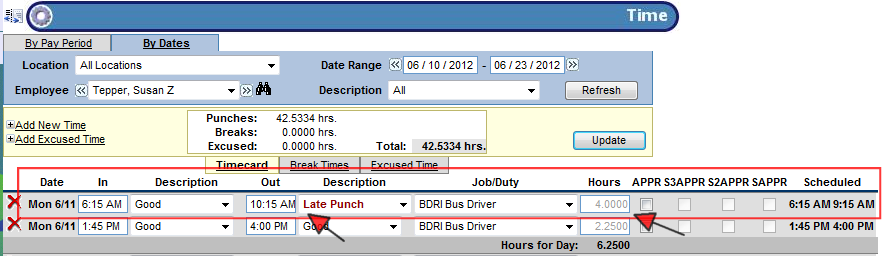 Time
By Pay Period By Dates
Location All Locations Date Range << 06 / 10 / 2012 - 06 / 23 / 2012 >>
Employee << Tepper, Susan Z >> Description All Refresh
Punches: 42.5334 hrs.
Add New Time Breaks: 0.0000 hrs.
Add Excused Time Excused: 0.0000 hrs. Total: 42.5334 hrs. Update
Timecard Break Times Excused Time
Date In Description Out Description Job/Duty Hours APPR S3APPR S2APPR SAPPR Scheduled
Mon 6/11 6:15 AM Good 10:15 AM Late Punch BDRI Bus Driver 4.0000 6:15 AM 9:15 AM
Mon 6/11 1:45 PM Good 4:00 PM Good BDRI Bus Driver 2.2500 1:45 PM 4:00 PM
Hours for Day: 6.2500